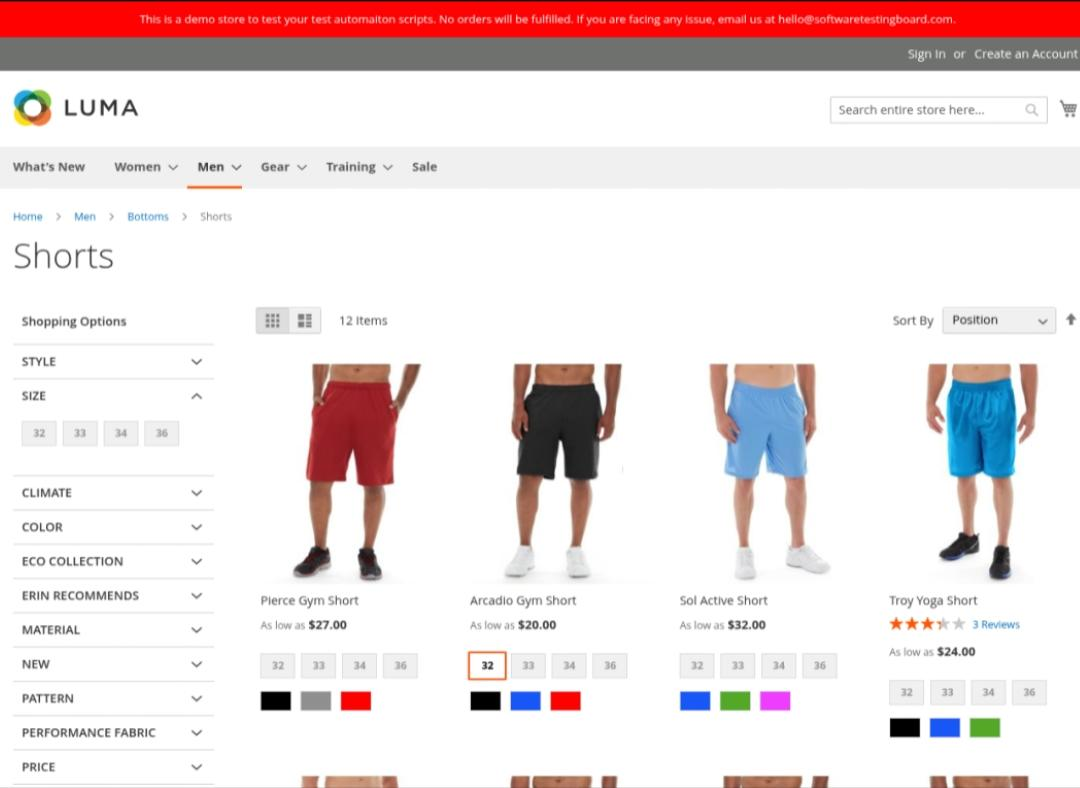 This is a demo store to test your test automaiton scripts. No orders will be fulfilled. If you are facing any issue, email us at hello@softwaretestingboard.com.
Sign In or Create an Account
LUMA
Search entire store here...
What's New Women Men Gear Training Sale
Home > Men > Bottoms > Shorts
Shorts
Shopping Options
STYLE
SIZE
32 33 34 36
CLIMATE
COLOR
ECO COLLECTION
ERIN RECOMMENDS
MATERIAL
NEW
PATTERN
PERFORMANCE FABRIC
PRICE
12 Items
Sort By Position
Pierce Gym Short
As low as $27.00
32 33 34 36
Arcadio Gym Short
As low as $20.00
32 33 34 36
Sol Active Short
As low as $32.00
32 33 34 36
Troy Yoga Short
3 Reviews
As low as $24.00
32 33 34 36